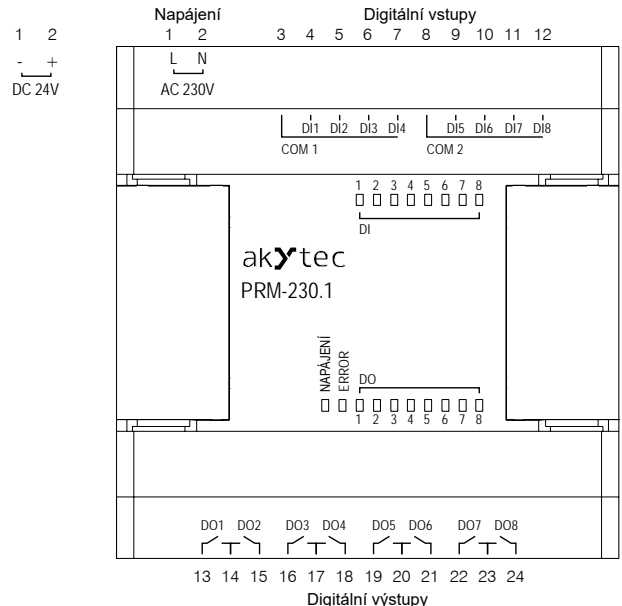 Napájení Digitální vstupy
1 2 1 2 3 4 5 6 7 8 9 10 11 12
- + L N
DC 24V AC 230V
DI1 DI2 DI3 DI4 DI5 DI6 DI7 DI8
COM 1 COM 2
1 2 3 4 5 6 7 8
DI
akytec
PRM-230.1
NAPÁJENÍ
ERROR
DO
1 2 3 4 5 6 7 8
DO1 DO2 DO3 DO4 DO5 DO6 DO7 DO8
13 14 15 16 17 18 19 20 21 22 23 24
Digitální výstupy